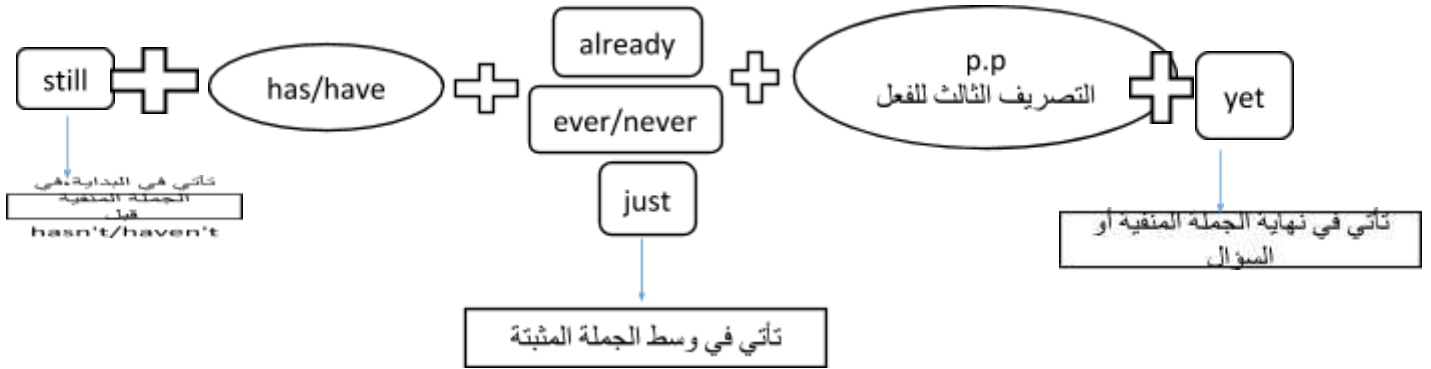 still
has/have
already
ever/never
just
p.p
التصريف الثالث للفعل
yet
تأتي في البداية،في
الجملة المنفية
قبل
hasn't/haven't
تأتي في وسط الجملة المثبتة
تأتي في نهاية الجملة المنفية أو
السؤال